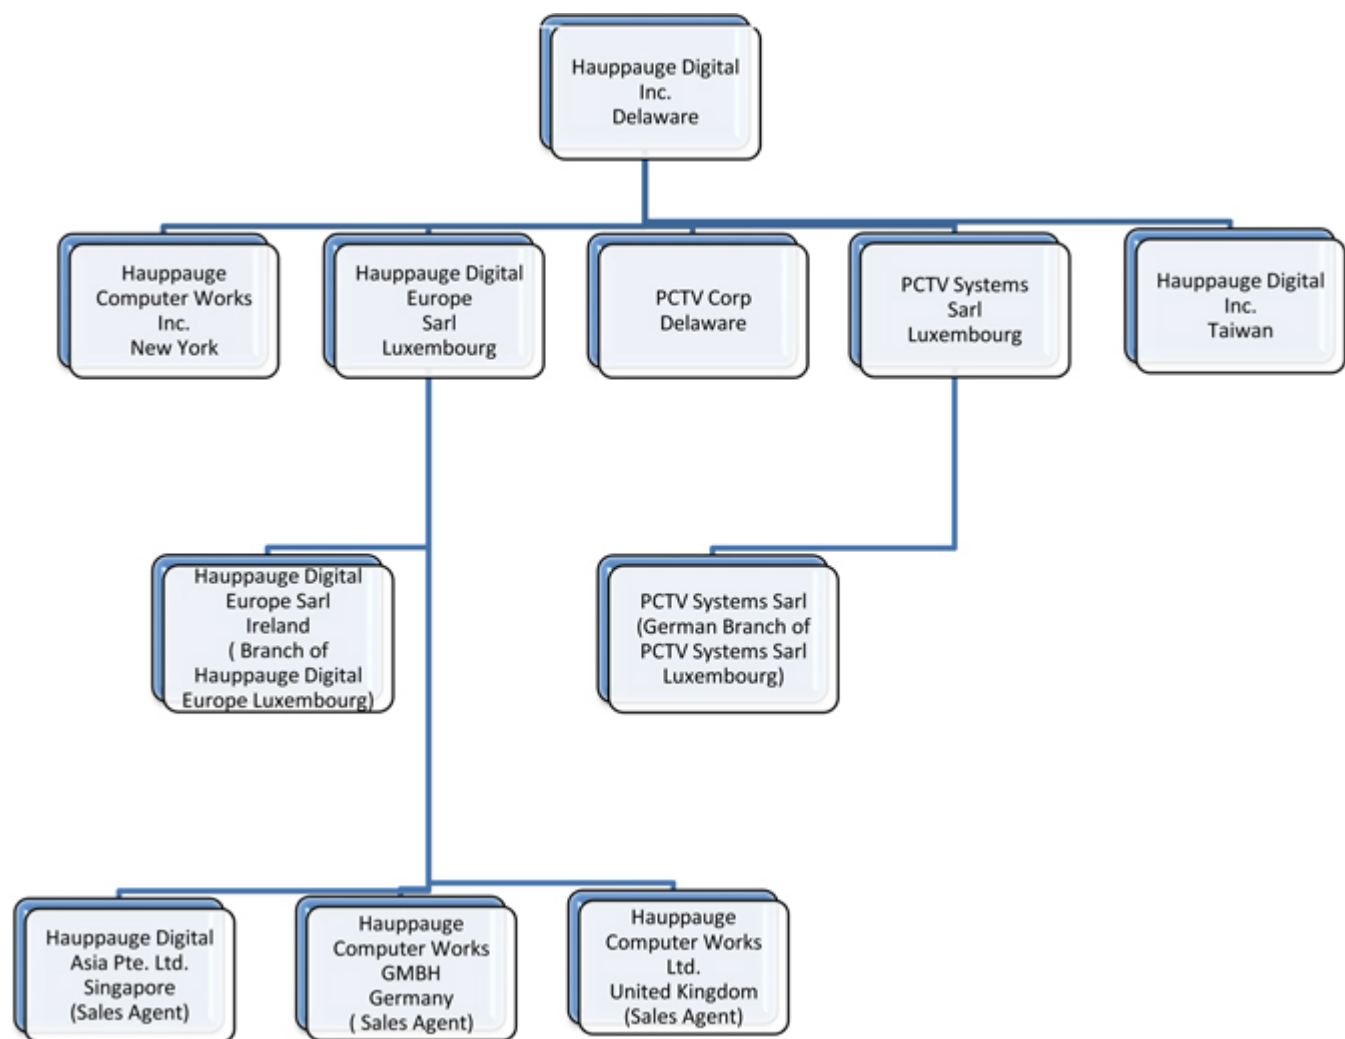 Hauppauge Digital
Inc.
Delaware
Hauppauge
Computer Works
Inc.
New York
Hauppauge Digital
Europe
Sarl
Luxembourg
PCTV Corp
Delaware
PCTV Systems
Sarl
Luxembourg
Hauppauge Digital
Inc.
Taiwan
Hauppauge Digital
Europe Sarl
Ireland
( Branch of
Hauppauge Digital
Europe Luxembourg)
PCTV Systems Sarl
(German Branch of
PCTV Systems Sarl
Luxembourg)
Hauppauge Digital
Asia Pte. Ltd.
Singapore
(Sales Agent)
Hauppauge
Computer Works
GMBH
Germany
( Sales Agent)
Hauppauge
Computer Works
Ltd.
United Kingdom
(Sales Agent)